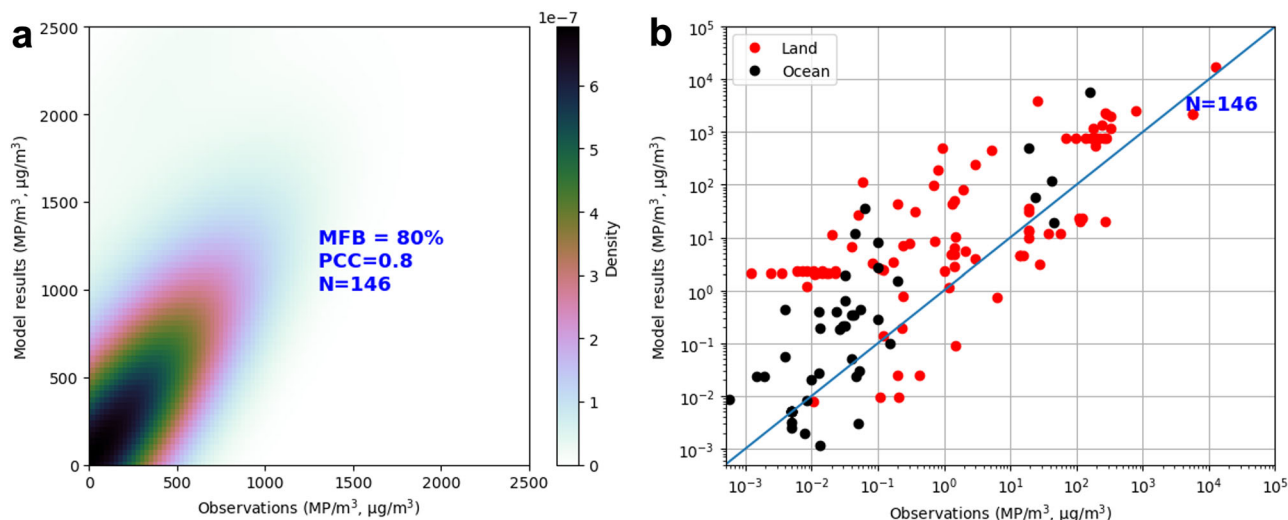 a
1e−7
2500
2000
1500
1000
500
0
Model results (MP/m³, μg/m³)
MFB = 80%
PCC=0.8
N=146
0
500
1000
1500
2000
2500
Observations (MP/m³, μg/m³)
6
5
4
3
2
1
0
Density
b
Land
Ocean
N=146
10⁵
10⁴
10³
10²
10¹
10⁰
10⁻¹
10⁻²
10⁻³
Model results (MP/m³, μg/m³)
10⁻³
10⁻²
10⁻¹
10⁰
10¹
10²
10³
10⁴
10⁵
Observations (MP/m³, μg/m³)